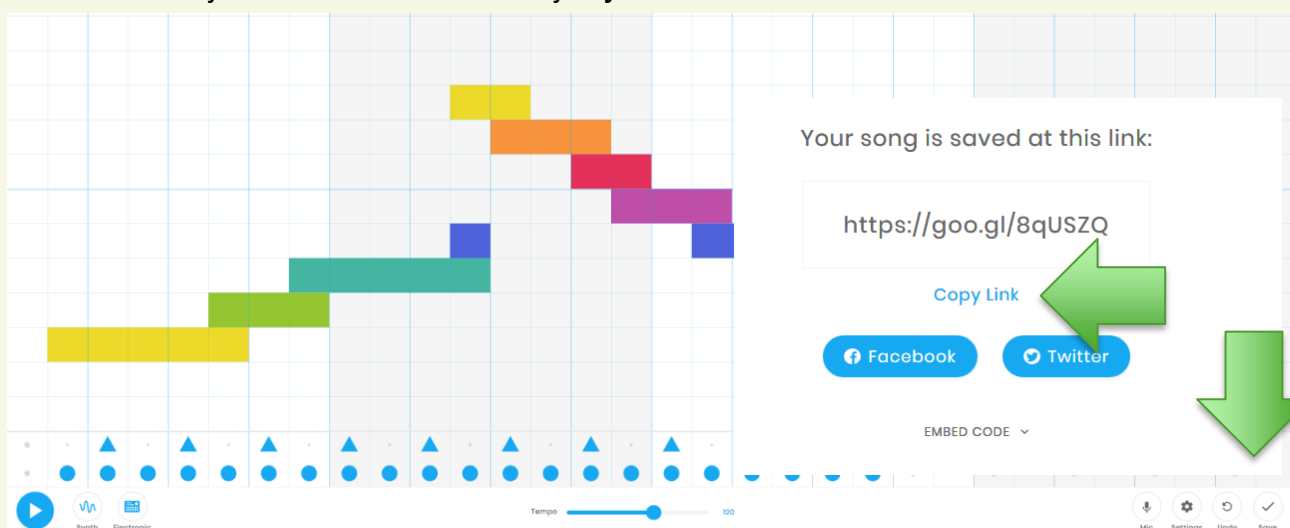 Your song is saved at this link:
https://goo.gl/8qUSZQ
Copy Link
Facebook
Twitter
EMBED CODE
Tempo
120
Synth
Electronic
Mic
Settings
Undo
Save